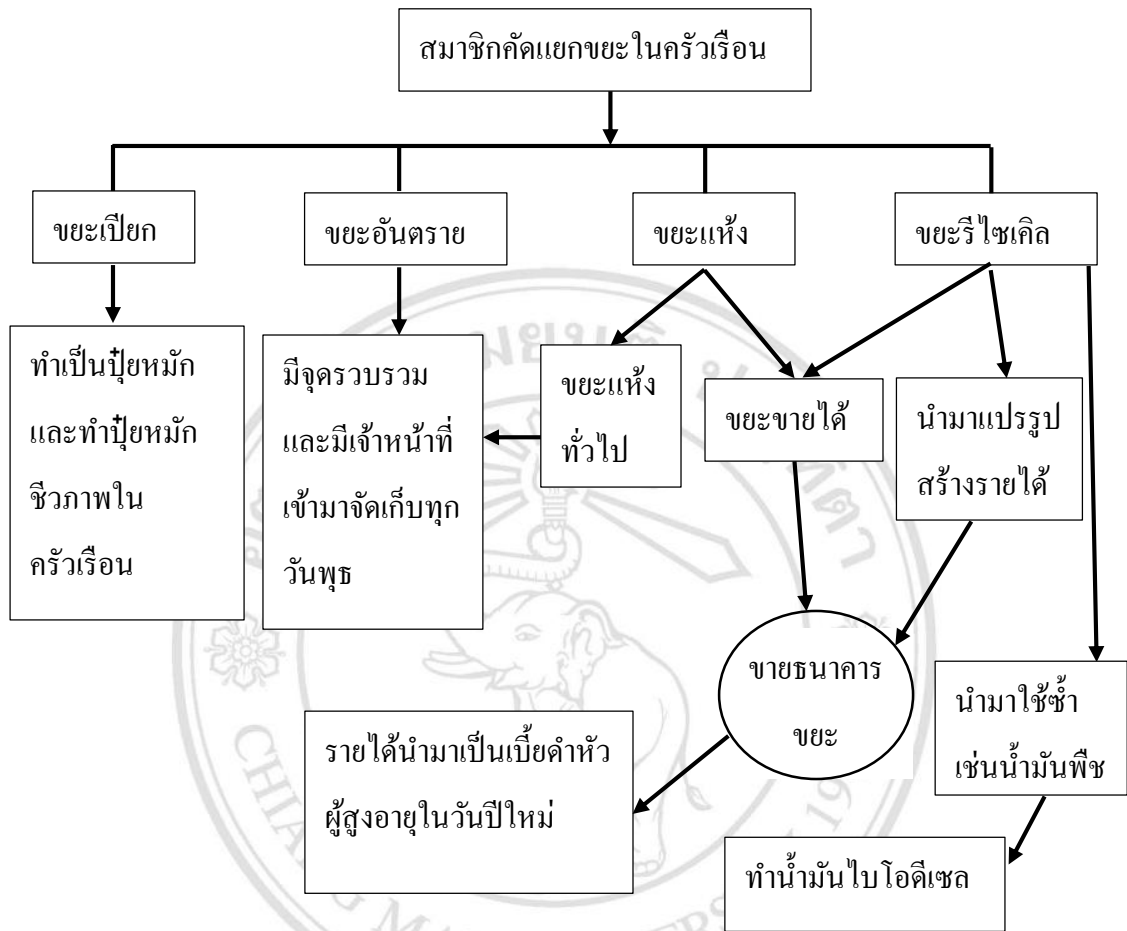 สมาชิกคัดแยกขยะในครัวเรือน
ขยะเปียก
ขยะอันตราย
ขยะแห้ง
ขยะรีไซเคิล
ทำเป็นปุ๋ยหมัก
และทำปุ๋ยหมัก
ชีวภาพใน
ครัวเรือน
มีจุดรวบรวม
และมีเจ้าหน้าที่
เข้ามาจัดเก็บทุก
วันพุธ
ขยะแห้ง
ทั่วไป
ขยะขายได้
นำมาแปรรูป
สร้างรายได้
ขายธนาคาร
ขยะ
นำมาใช้ซ้ำ
เช่นน้ำมันพืช
รายได้นำมาเป็นเบี้ยดำหัว
ผู้สูงอายุในวันปีใหม่
ทำน้ำมันไบโอดีเซล